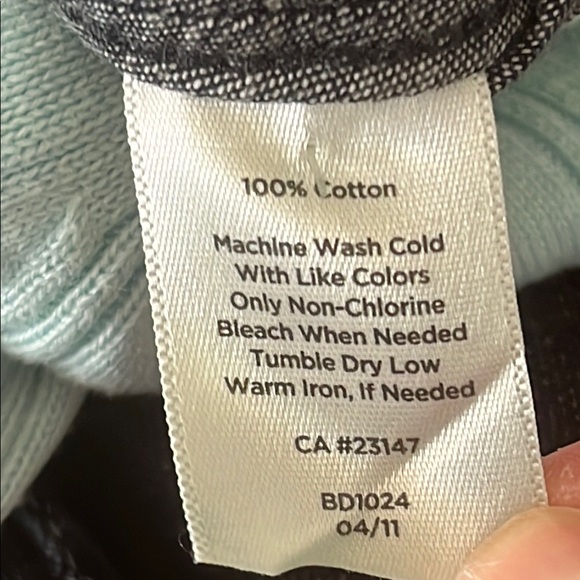 100% Cotton
Machine Wash Cold
With Like Colors
Only Non-Chlorine
Bleach When Needed
Tumble Dry Low
Warm Iron, If Needed
CA #23147
BD1024
04/11